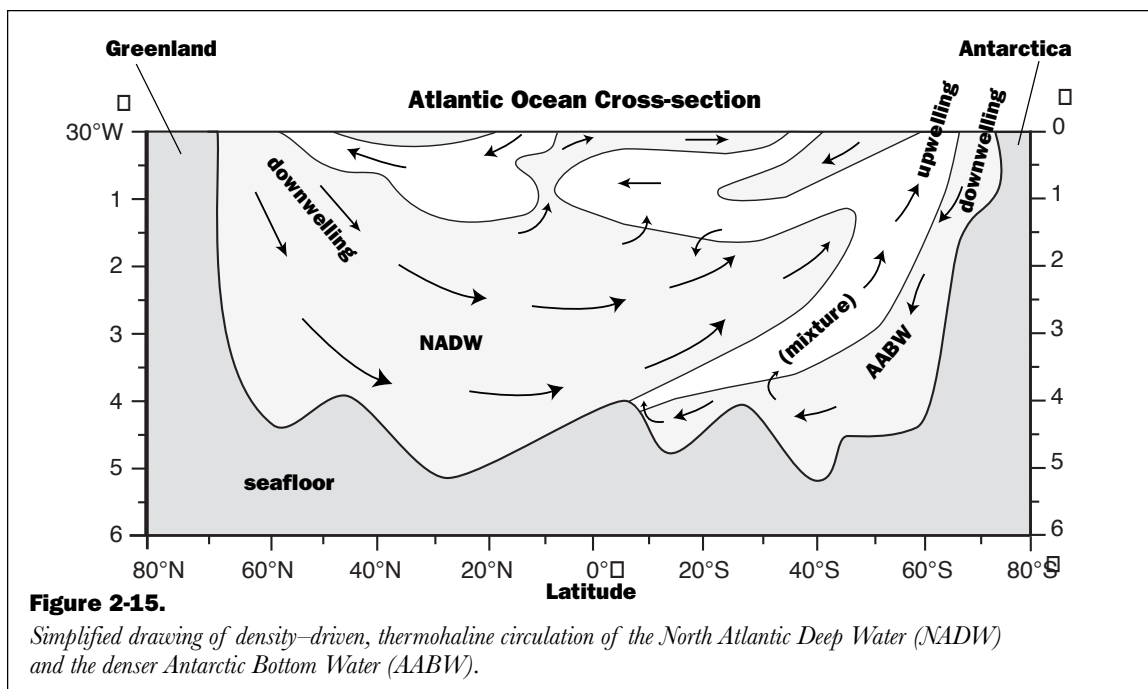 Greenland
Antarctica
Atlantic Ocean Cross-section
30°W
0
1
1
2
2
3
3
4
4
5
5
6
6
downwelling
upwelling
downwelling
NADW
(mixture)
AABW
seafloor
80°N 60°N 40°N 20°N 0° 20°S 40°S 60°S 80°S
Latitude
Figure 2-15.
Simplified drawing of density–driven, thermohaline circulation of the North Atlantic Deep Water (NADW)
and the denser Antarctic Bottom Water (AABW).